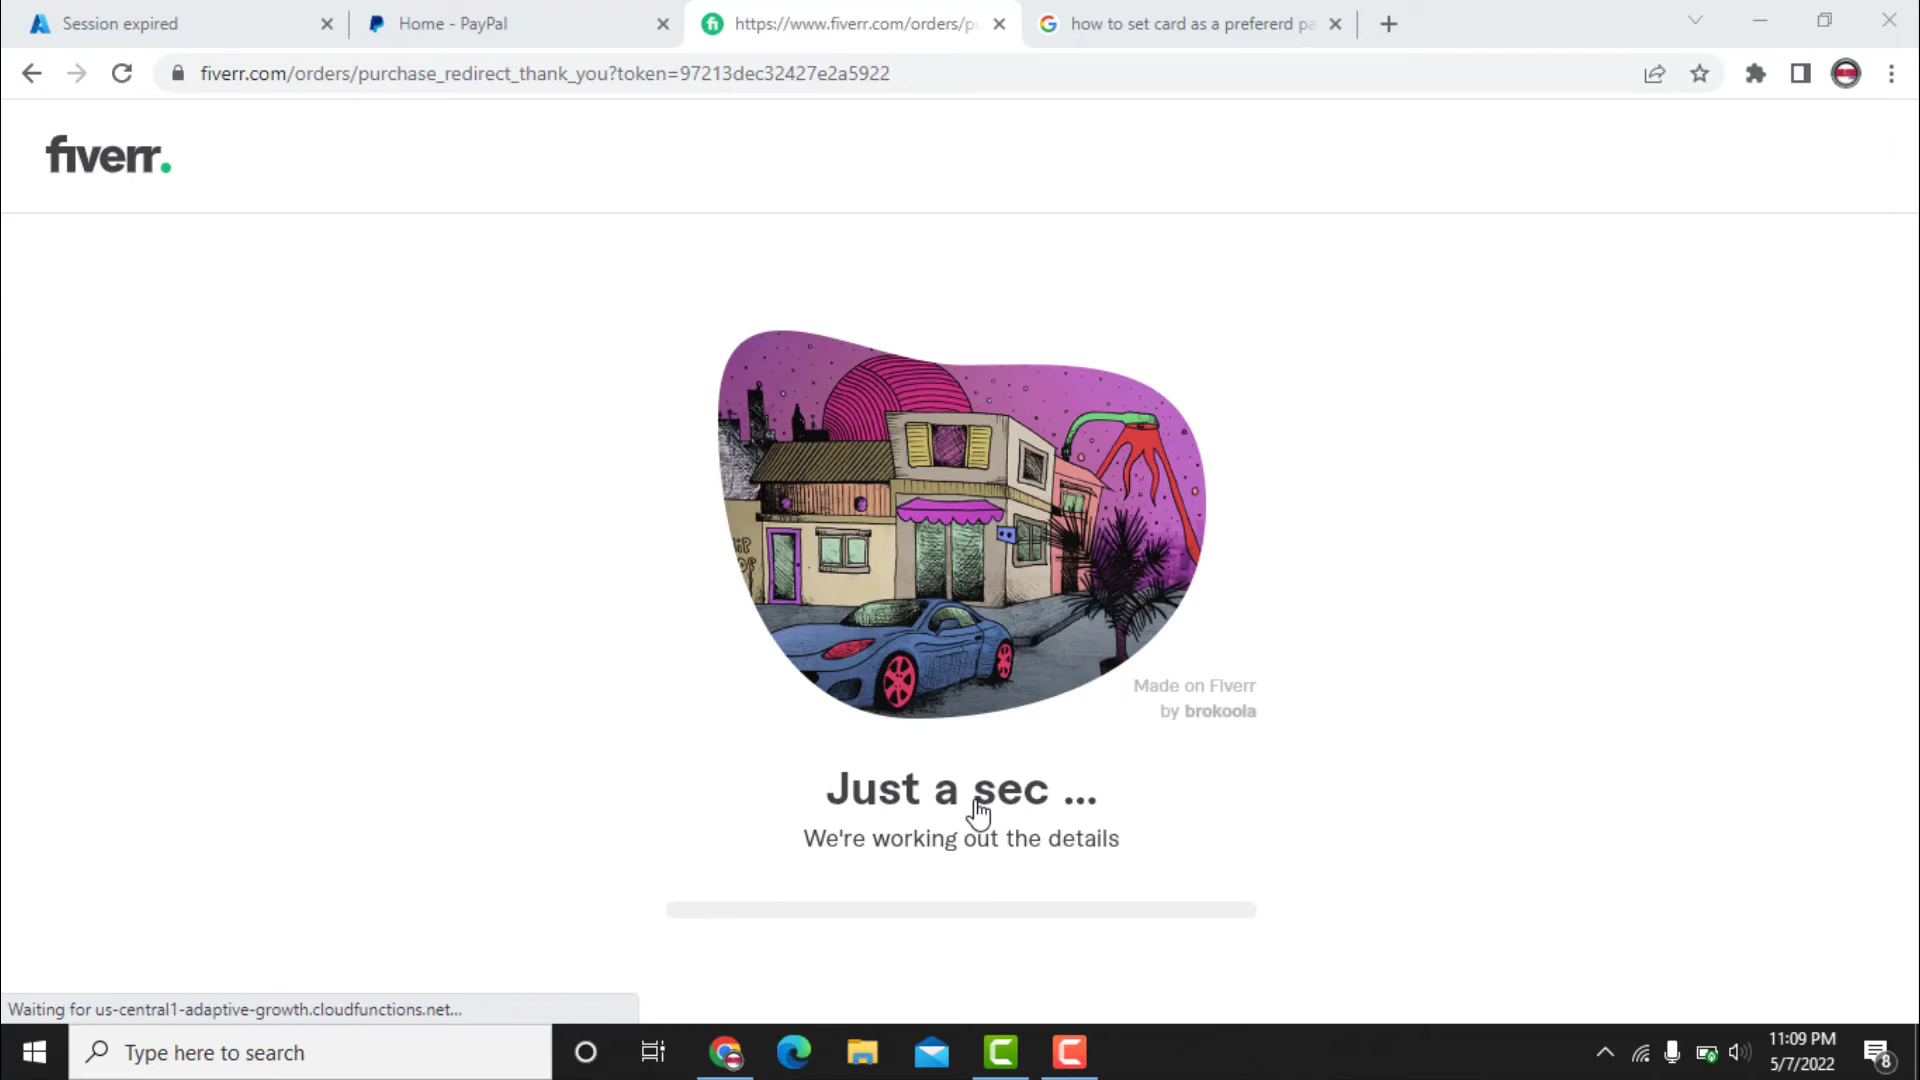 Session expired
Home - PayPal
https://www.fiverr.com/orders/p
how to set card as a prefererd pa
fiverr.com/orders/purchase_redirect_thank_you?token=97213dec32427e2a5922
fiverr.
Made on Fiverr
by brokoola
Just a sec ...
We're working out the details
Waiting for us-central1-adaptive-growth.cloudfunctions.net...
Type here to search
11:09 PM
5/7/2022
8